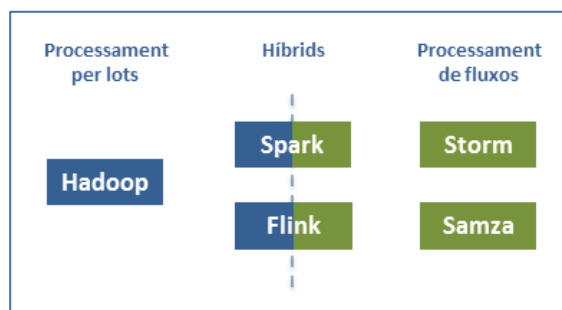 Processament
per lots
Híbrids
Processament
de fluxos
Hadoop
Spark
Flink
Storm
Samza